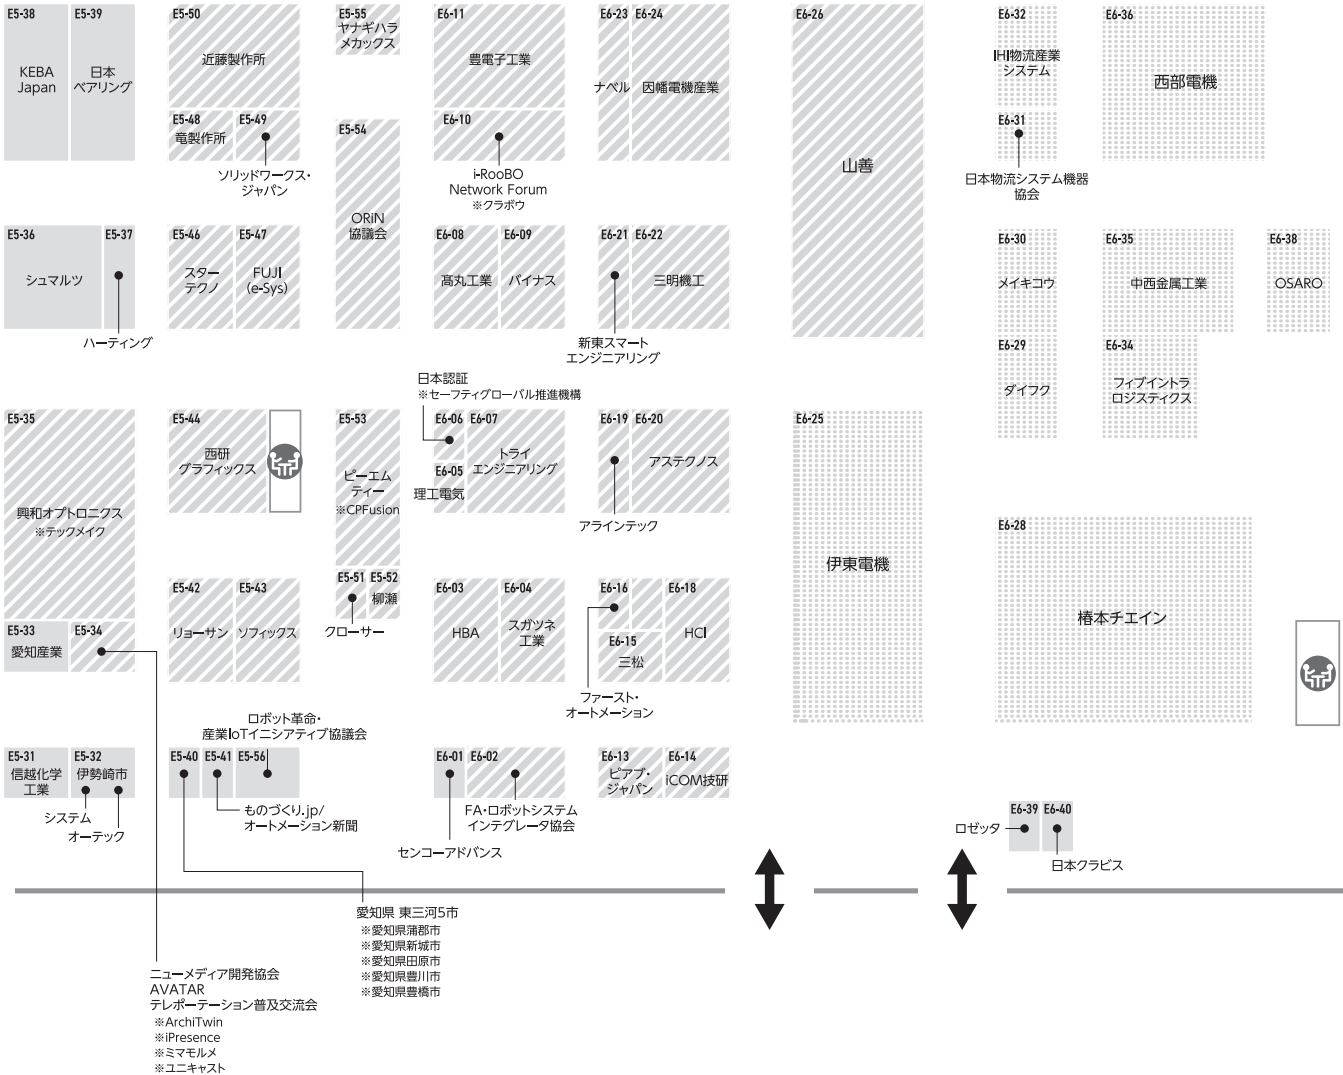 E5-38
KEBA
Japan
E5-39
日本
ベアリング
E5-50
近藤製作所
E5-48
竜製作所
E5-49
ソリッドワークス・
ジャパン
E5-55
ヤナギハラ
メカックス
E5-54
ORiN
協議会
E6-11
豊電子工業
E6-10
i-RooBO
Network Forum
※クラボウ
E6-23
ナベル
E6-24
因幡電機産業
E6-26
山善
E6-32
IHI物流産業
システム
E6-31
日本物流システム機器
協会
E6-36
西部電機
E5-36
シュマルツ
E5-37
ハーティング
E5-46
スター
テクノ
E5-47
FUJI
(e-Sys)
E6-08
髙丸工業
E6-09
バイナス
E6-21
新東スマート
エンジニアリング
E6-22
三明機工
E6-30
メイキコウ
E6-29
ダイフク
E6-35
中西金属工業
E6-34
フィブイントラ
ロジスティクス
E6-38
OSARO
E5-35
興和オプトロニクス
※テックメイク
E5-44
西研
グラフィックス
E5-53
ピーエム
ティー
※CPFusion
日本認証
※セーフティグローバル推進機構
E6-06
E6-05
理工電気
E6-07
トライ
エンジニアリング
E6-19
アラインテック
E6-20
アステクノス
E6-25
伊東電機
E6-28
椿本チエイン
E5-33
愛知産業
E5-34
E5-42
リョーサン
E5-43
ソフィックス
E5-51
クローサー
E5-52
柳瀬
E6-03
HBA
E6-04
スガツネ
工業
E6-16
E6-15
三松
ファースト・
オートメーション
E6-18
HCI
E5-31
信越化学
工業
E5-32
伊勢崎市
システム
オーテック
ロボット革命・
産業IoTイニシアティブ協議会
E5-40
E5-41
E5-56
ものづくり.jp/
オートメーション新聞
E6-01
センコーアドバンス
E6-02
FA・ロボットシステム
インテグレータ協会
E6-13
ピアブ・
ジャパン
E6-14
iCOM技研
E6-39
ロゼッタ
E6-40
日本クラビス
愛知県 東三河5市
※愛知県蒲郡市
※愛知県新城市
※愛知県田原市
※愛知県豊川市
※愛知県豊橋市
ニューメディア開発協会
AVATAR
テレポーテーション普及交流会
※ArchiTwin
※iPresence
※ミマモルメ
※ユニキャスト